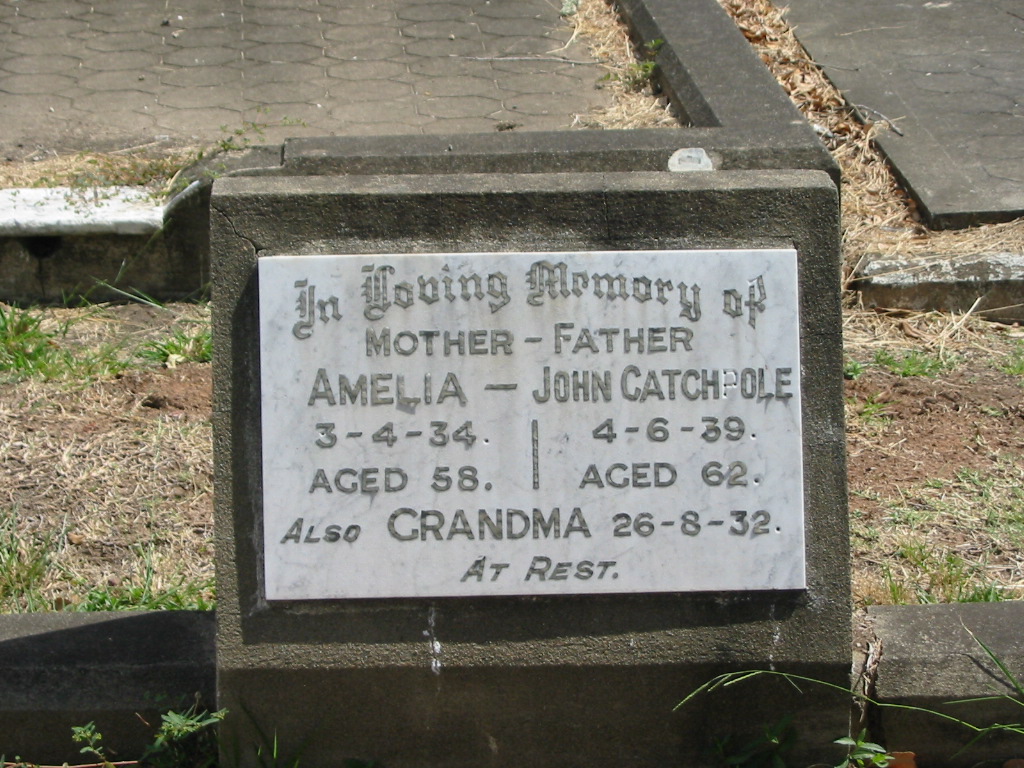 In Loving Memory of
MOTHER - FATHER
AMELIA - JOHN CATCHPOLE
3-4-34. | 4-6-39.
AGED 58. | AGED 62.
ALSO GRANDMA 26-8-32.
AT REST.